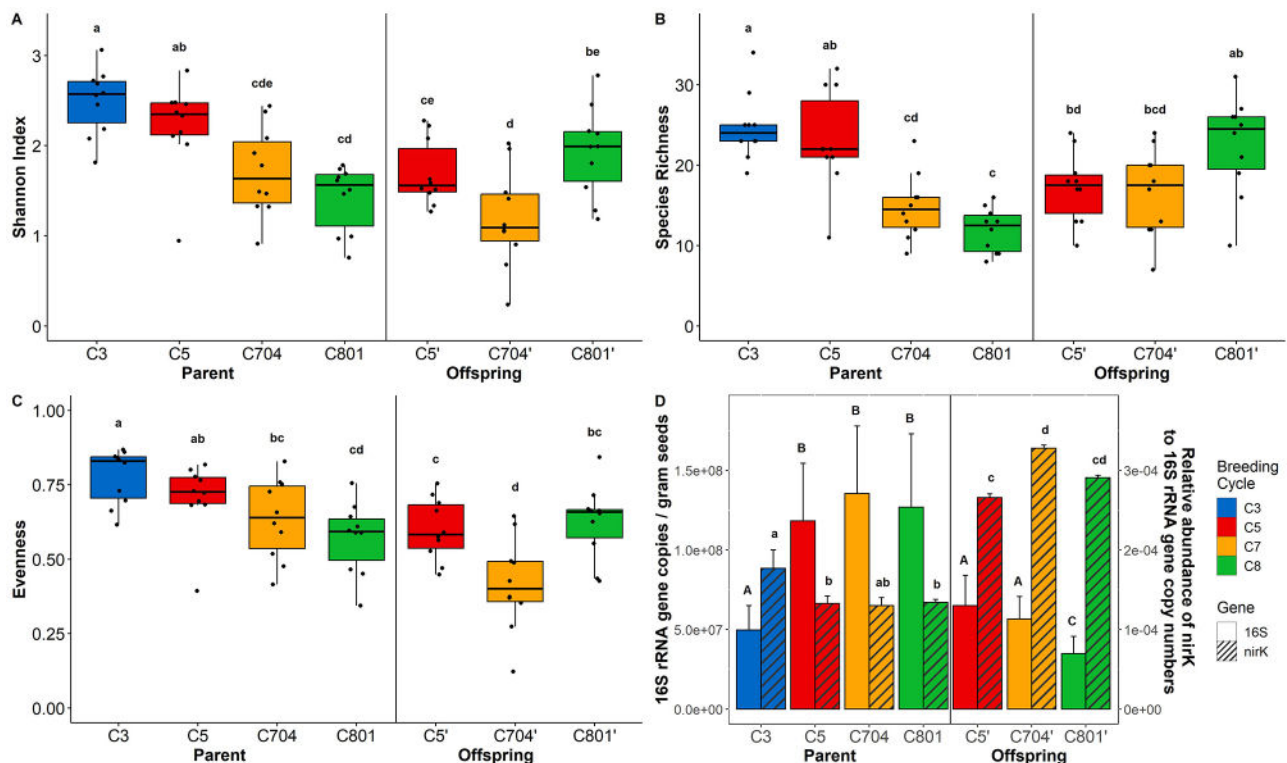 A
Shannon Index
3
2
1
0
a
ab
cde
cd
ce
d
be
C3
C5
C704
C801
C5'
C704'
C801'
Parent
Offspring
B
Species Richness
30
20
10
0
a
ab
cd
c
bd
bcd
ab
C3
C5
C704
C801
C5'
C704'
C801'
Parent
Offspring
C
Evenness
1.00
0.75
0.50
0.25
0.00
a
ab
bc
cd
c
d
bc
C3
C5
C704
C801
C5'
C704'
C801'
Parent
Offspring
D
16S rRNA gene copies / gram seeds
1.5e+08
1.0e+08
5.0e+07
0.0e+00
A
a
B
b
B
ab
B
b
A
c
A
d
C
cd
3e-04
2e-04
1e-04
0e+00
Relative abundance of nirK
to 16S rRNA gene copy numbers
C3
C5
C704
C801
C5'
C704'
C801'
Parent
Offspring
Breeding
Cycle
C3
C5
C7
C8
Gene
16S
nirK